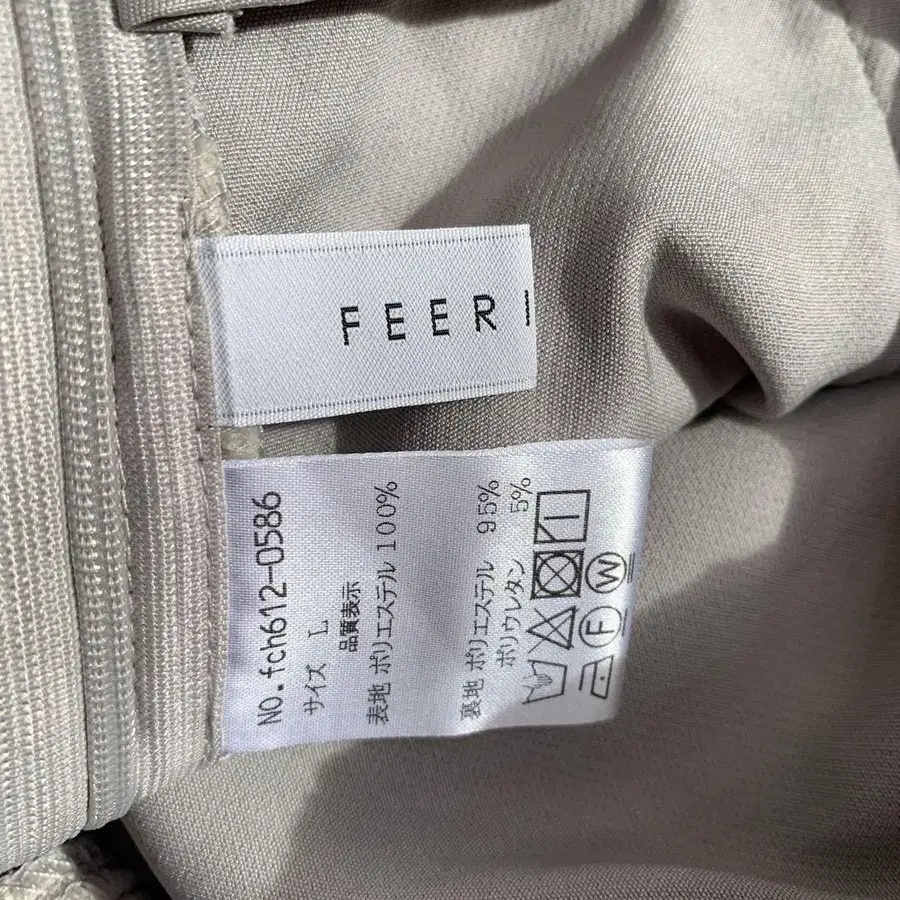 FEER
NO.fch612-0586
サイズ L
品質表示
表地 ポリエステル 100%
裏地 ポリエステル 95%
ポリウレタン 5%
F W